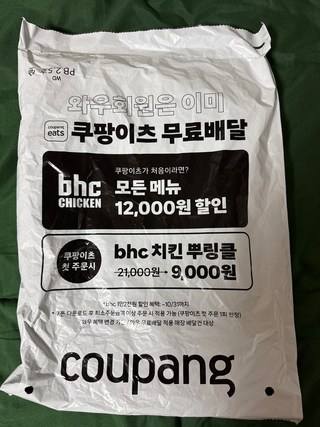 PB 2.5
와우회원은 이미
coupang eats
쿠팡이츠 무료배달
bhc CHICKEN
쿠팡이츠가 처음이라면?
모든 메뉴
12,000원 할인
쿠팡이츠 첫 주문시
bhc 치킨 뿌링클
21,000원→9,000원
coupang